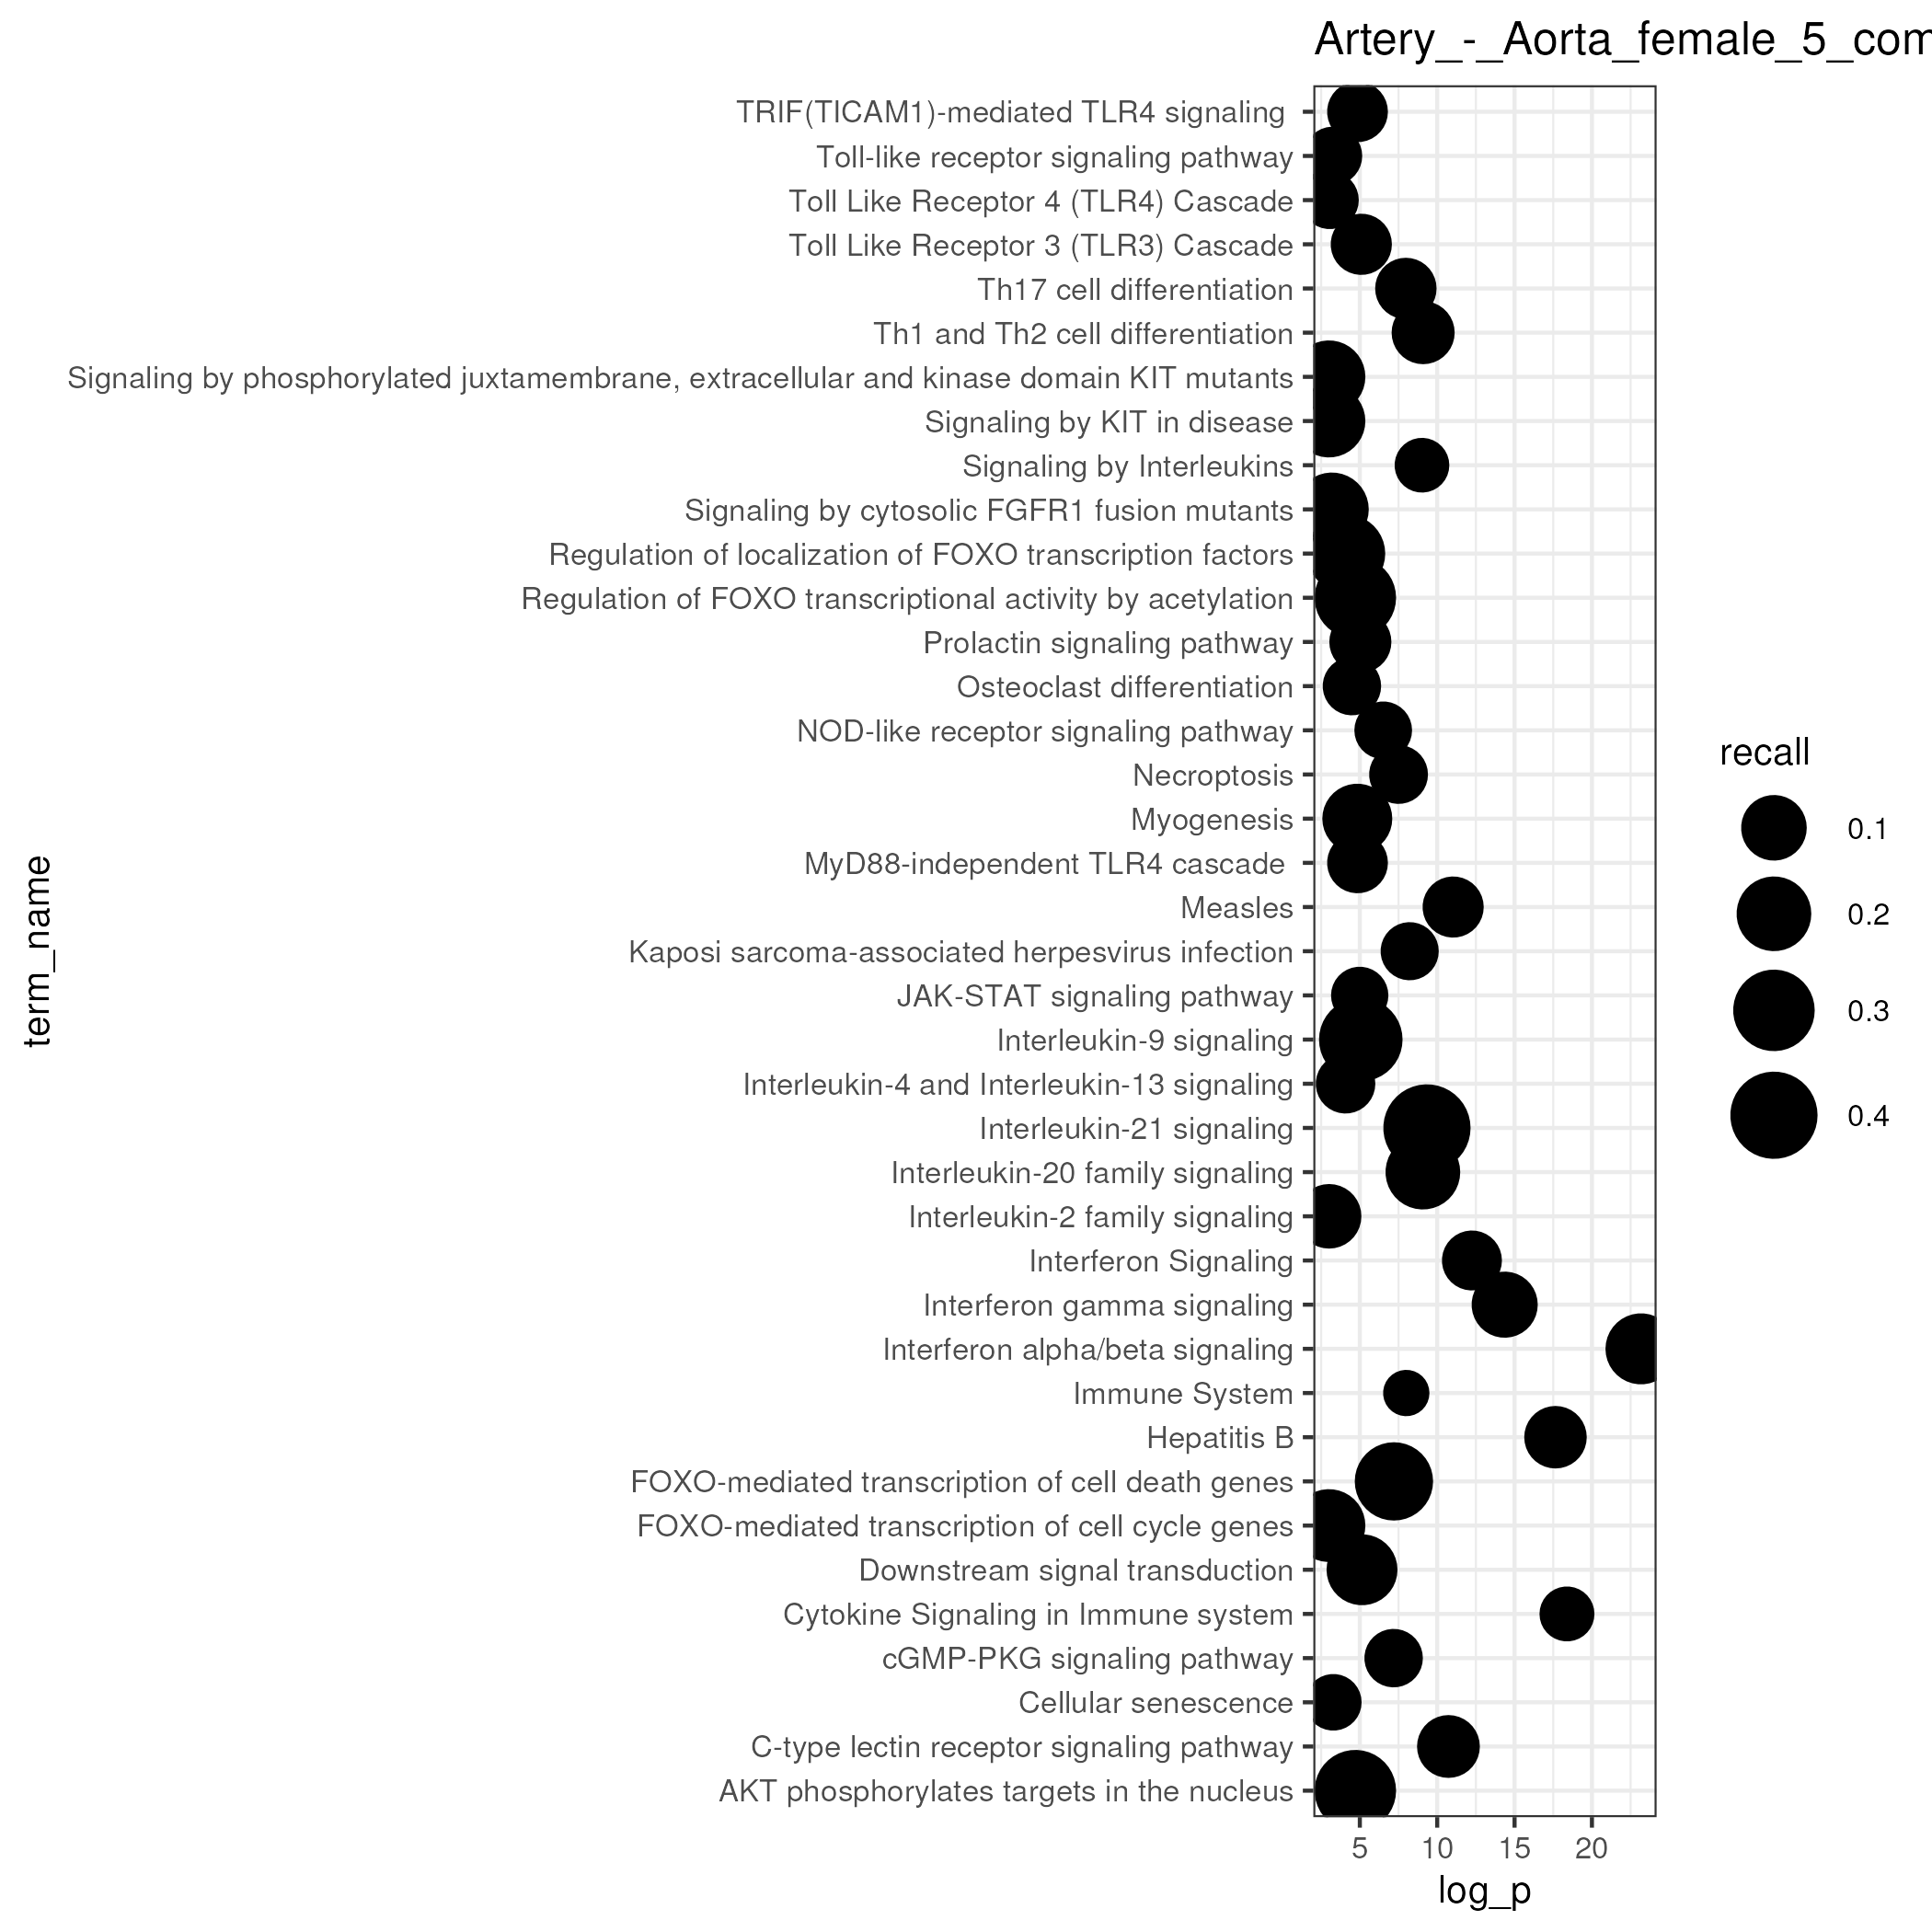 Artery_-_Aorta_female_5_com
TRIF(TICAM1)-mediated TLR4 signaling
Toll-like receptor signaling pathway
Toll Like Receptor 4 (TLR4) Cascade
Toll Like Receptor 3 (TLR3) Cascade
Th17 cell differentiation
Th1 and Th2 cell differentiation
Signaling by phosphorylated juxtamembrane, extracellular and kinase domain KIT mutants
Signaling by KIT in disease
Signaling by Interleukins
Signaling by cytosolic FGFR1 fusion mutants
Regulation of localization of FOXO transcription factors
Regulation of FOXO transcriptional activity by acetylation
Prolactin signaling pathway
Osteoclast differentiation
NOD-like receptor signaling pathway
Necroptosis
Myogenesis
MyD88-independent TLR4 cascade
Measles
Kaposi sarcoma-associated herpesvirus infection
JAK-STAT signaling pathway
Interleukin-9 signaling
Interleukin-4 and Interleukin-13 signaling
Interleukin-21 signaling
Interleukin-20 family signaling
Interleukin-2 family signaling
Interferon Signaling
Interferon gamma signaling
Interferon alpha/beta signaling
Immune System
Hepatitis B
FOXO-mediated transcription of cell death genes
FOXO-mediated transcription of cell cycle genes
Downstream signal transduction
Cytokine Signaling in Immune system
cGMP-PKG signaling pathway
Cellular senescence
C-type lectin receptor signaling pathway
AKT phosphorylates targets in the nucleus
term_name
5 10 15 20
log_p
recall
0.1
0.2
0.3
0.4